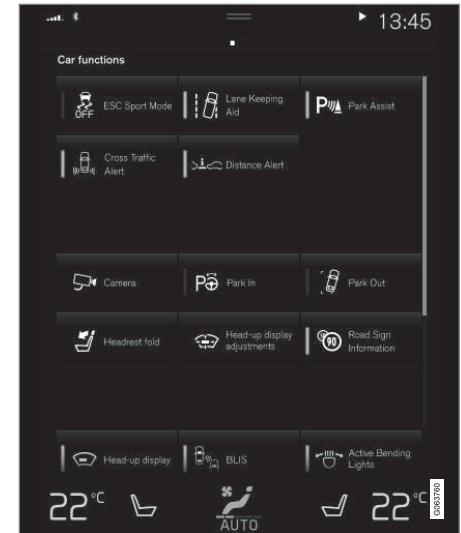 13:45
Car functions
OFF
ESC Sport Mode
Lane Keeping
Aid
P
Park Assist
Cross Traffic
Alert
Distance Alert
Camera
P
Park In
Park Out
Headrest fold
Head-up display
adjustments
90
Road Sign
Information
Head-up display
BLIS
Active Bending
Lights
22°C
AUTO
22°C
G063760